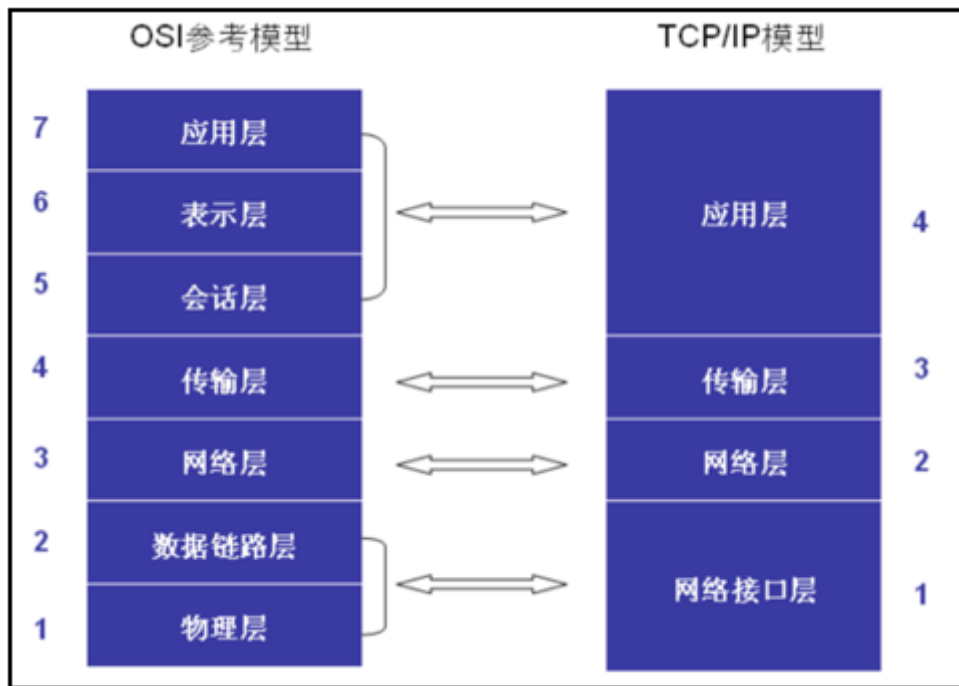 OSI参考模型
TCP/IP模型
7
应用层
6
表示层
5
会话层
4
传输层
3
网络层
2
数据链路层
1
物理层
应用层
4
传输层
3
网络层
2
网络接口层
1